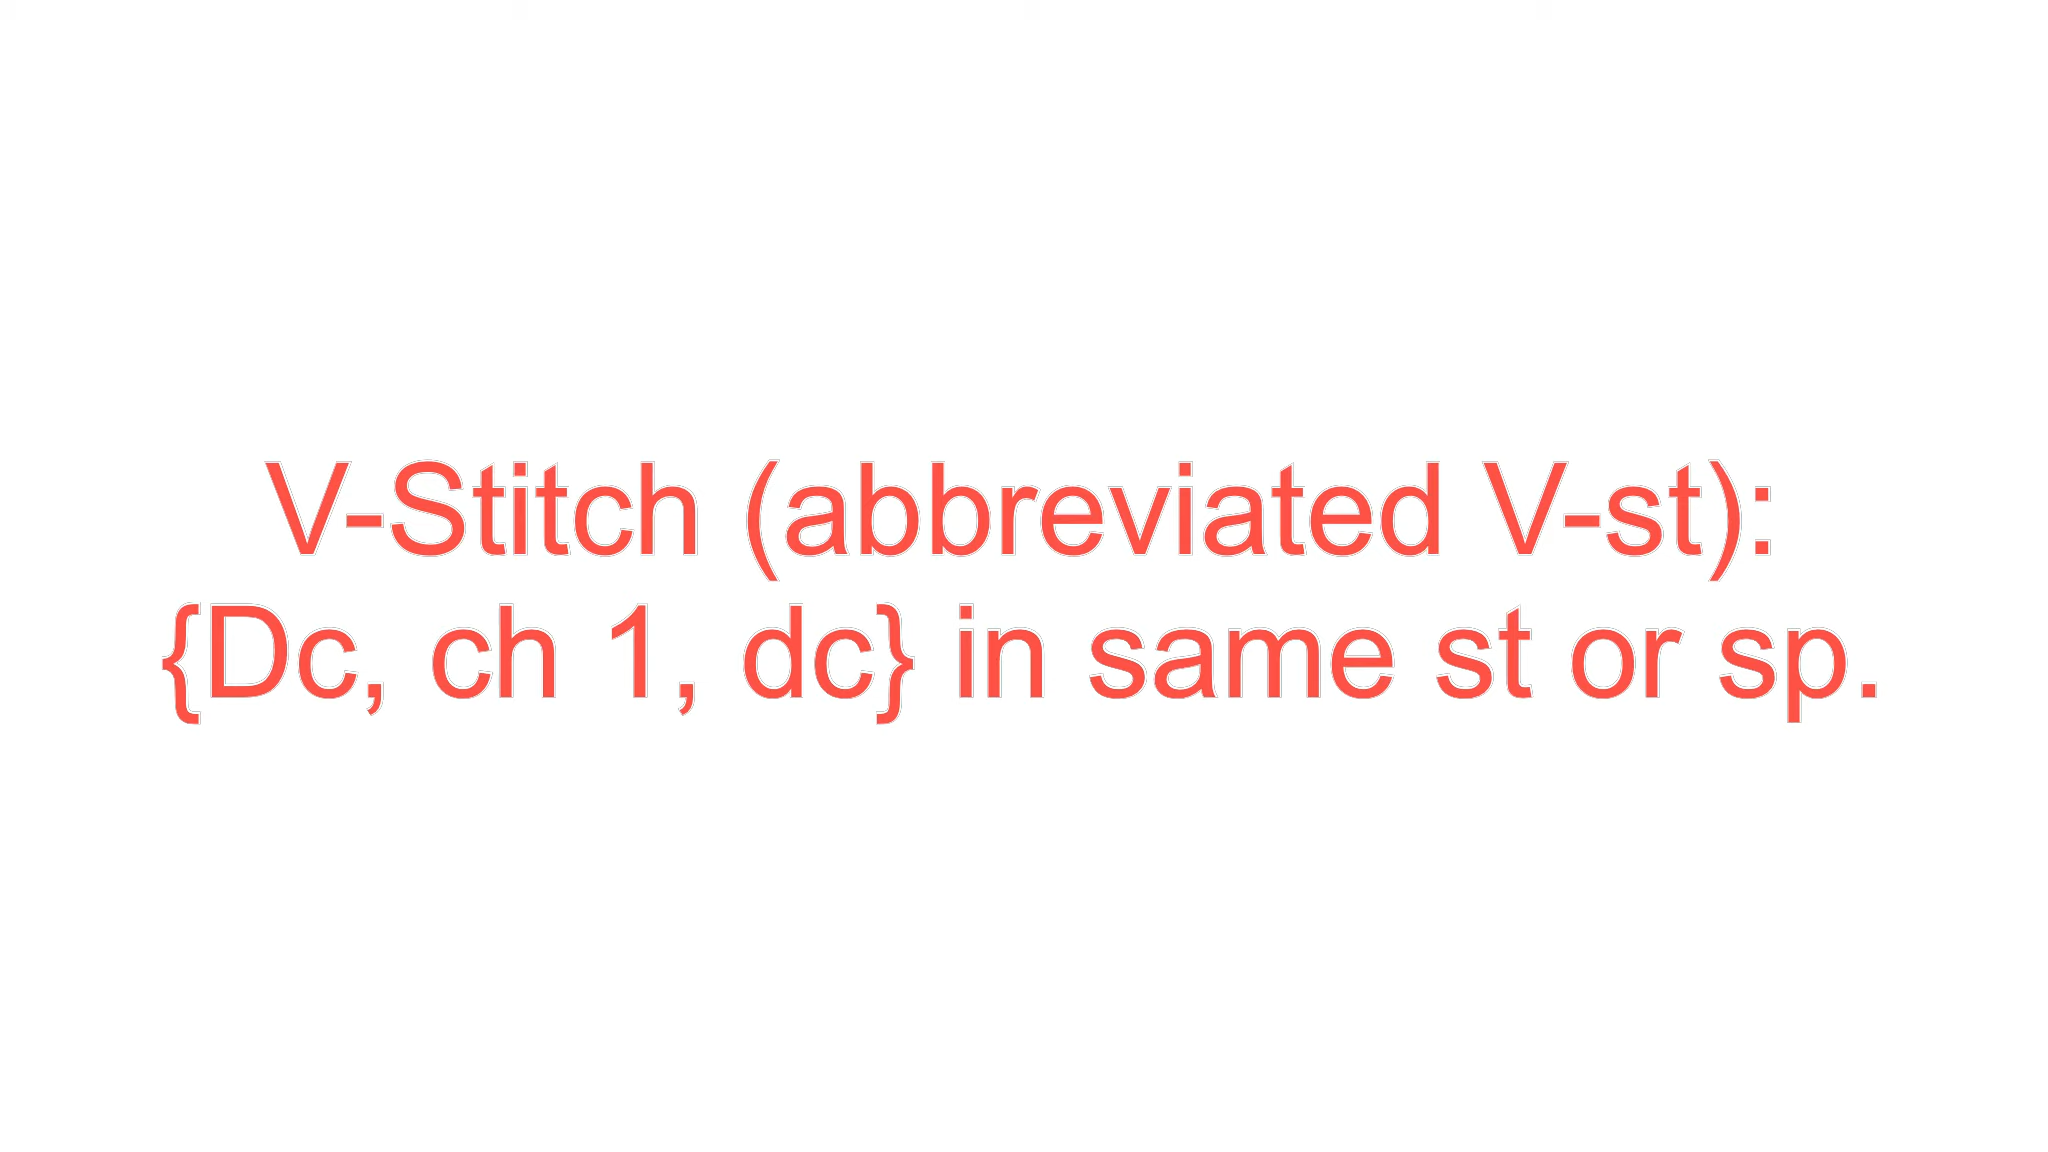 V-Stitch (abbreviated V-st):
{Dc, ch 1, dc} in same st or sp.